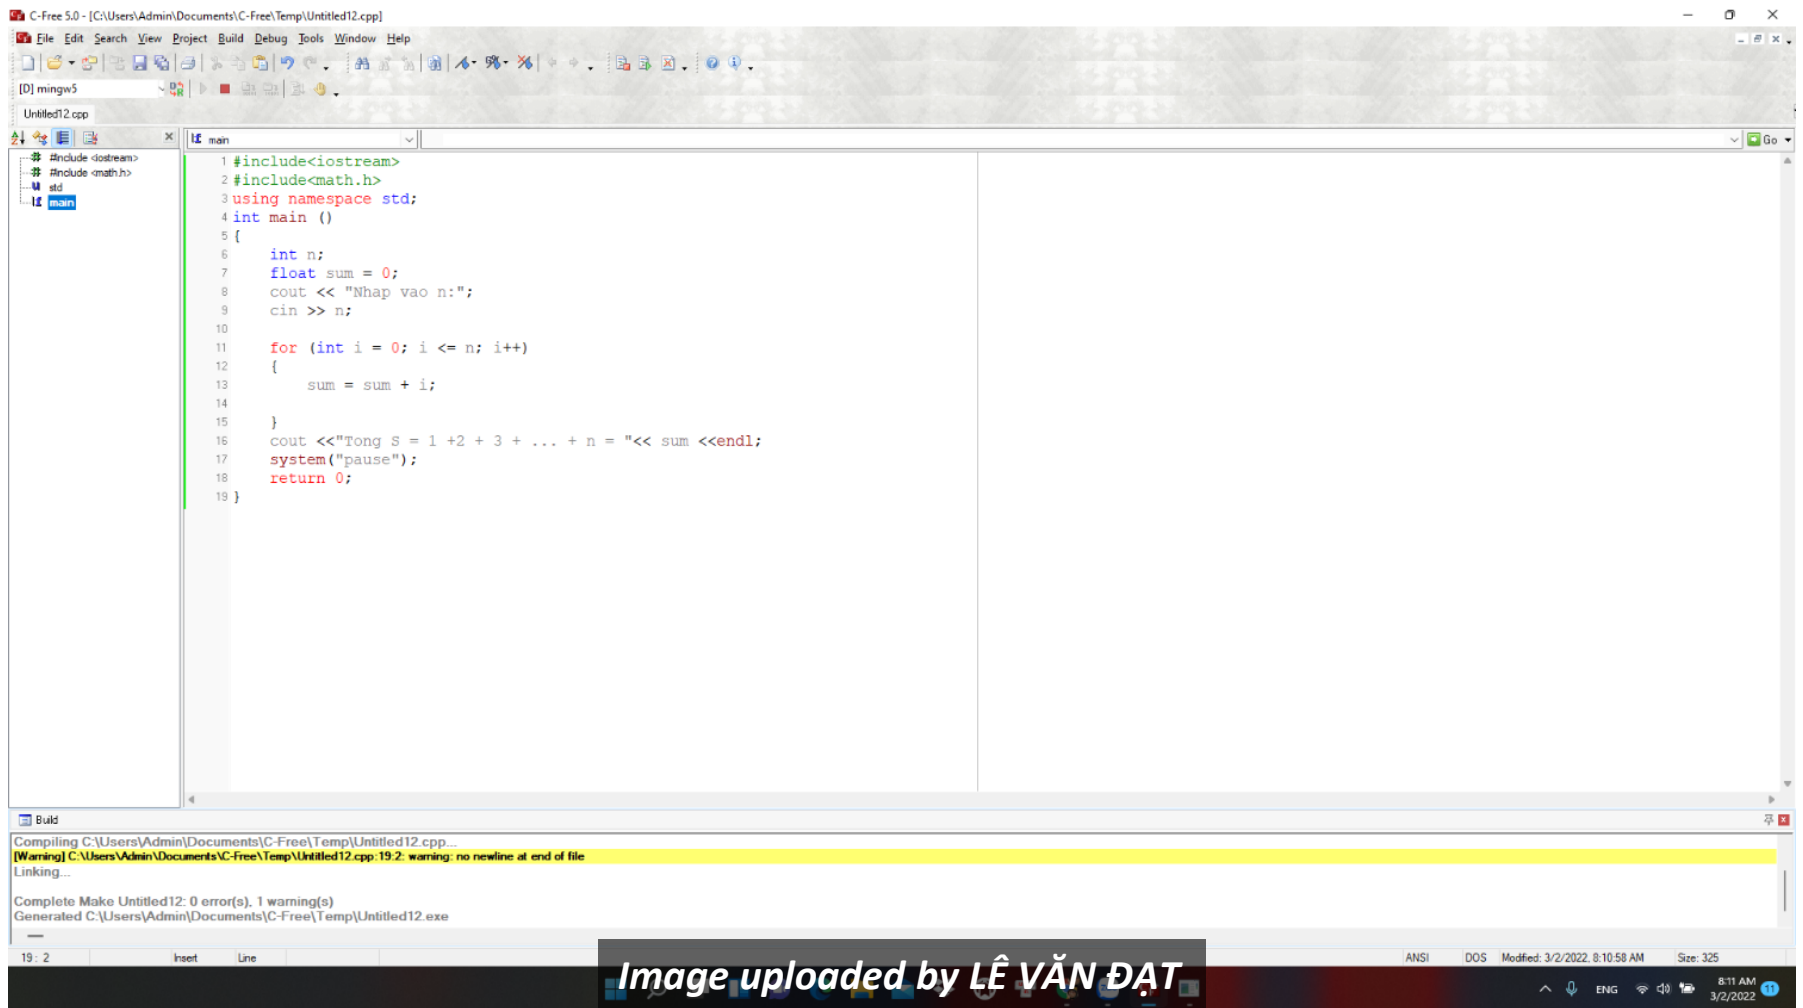 C-Free 5.0 - [C:\Users\Admin\Documents\C-Free\Temp\Untitled12.cpp]
File Edit Search View Project Build Debug Tools Window Help
[D] mingw5
Untitled12.cpp
main
Go
#include <iostream>
#include <math.h>
std
main
1 #include<iostream>
2 #include<math.h>
3 using namespace std;
4 int main ()
5 {
6 int n;
7 float sum = 0;
8 cout << "Nhap vao n:";
9 cin >> n;
10
11 for (int i = 0; i <= n; i++)
12 {
13 sum = sum + i;
14
15 }
16 cout <<"Tong S = 1 +2 + 3 + ... + n = "<< sum <<endl;
17 system("pause");
18 return 0;
19 }
Build
Compiling C:\Users\Admin\Documents\C-Free\Temp\Untitled12.cpp...
[Warning] C:\Users\Admin\Documents\C-Free\Temp\Untitled12.cpp:19:2: warning: no newline at end of file
Linking...
Complete Make Untitled12: 0 error(s), 1 warning(s)
Generated C:\Users\Admin\Documents\C-Free\Temp\Untitled12.exe
19 : 2 Insert Line ANSI DOS Modified: 3/2/2022, 8:10:58 AM Size: 325
Image uploaded by LÊ VĂN ĐẠT
ENG
8:11 AM
3/2/2022
11